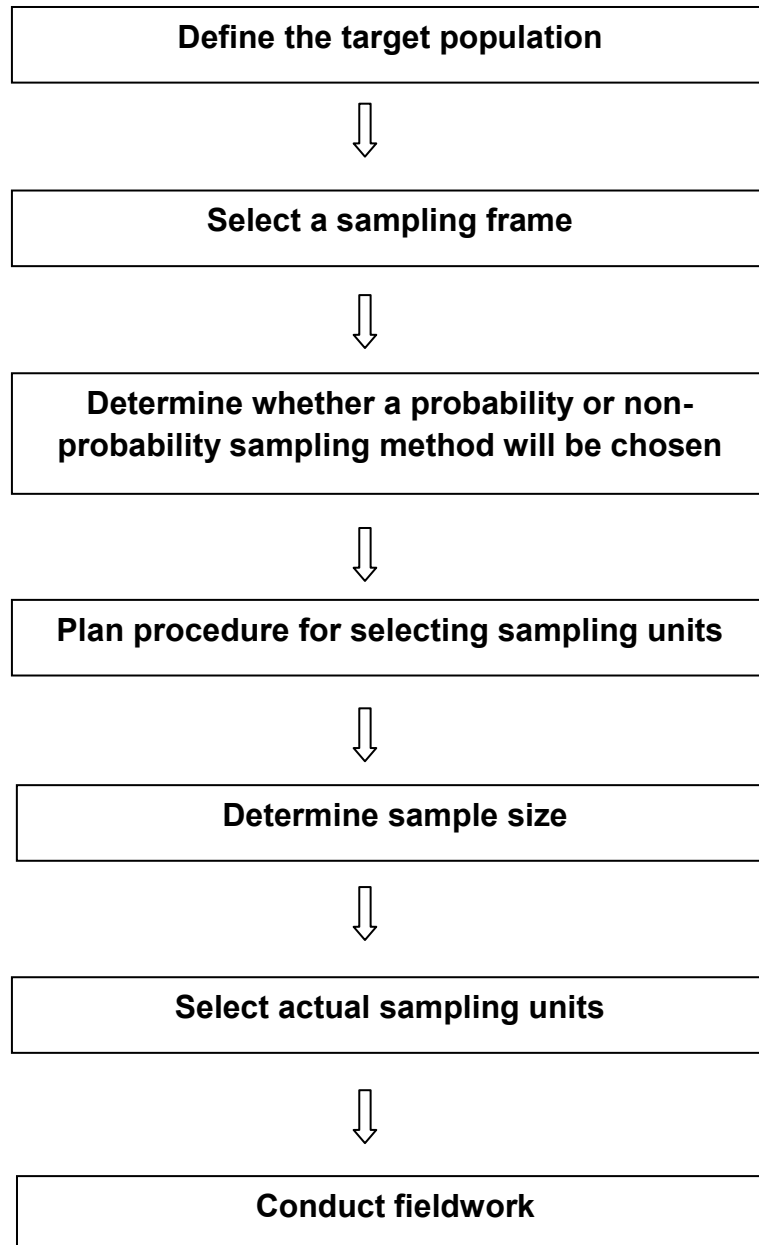 Define the target population
Select a sampling frame
Determine whether a probability or non-
probability sampling method will be chosen
Plan procedure for selecting sampling units
Determine sample size
Select actual sampling units
Conduct fieldwork